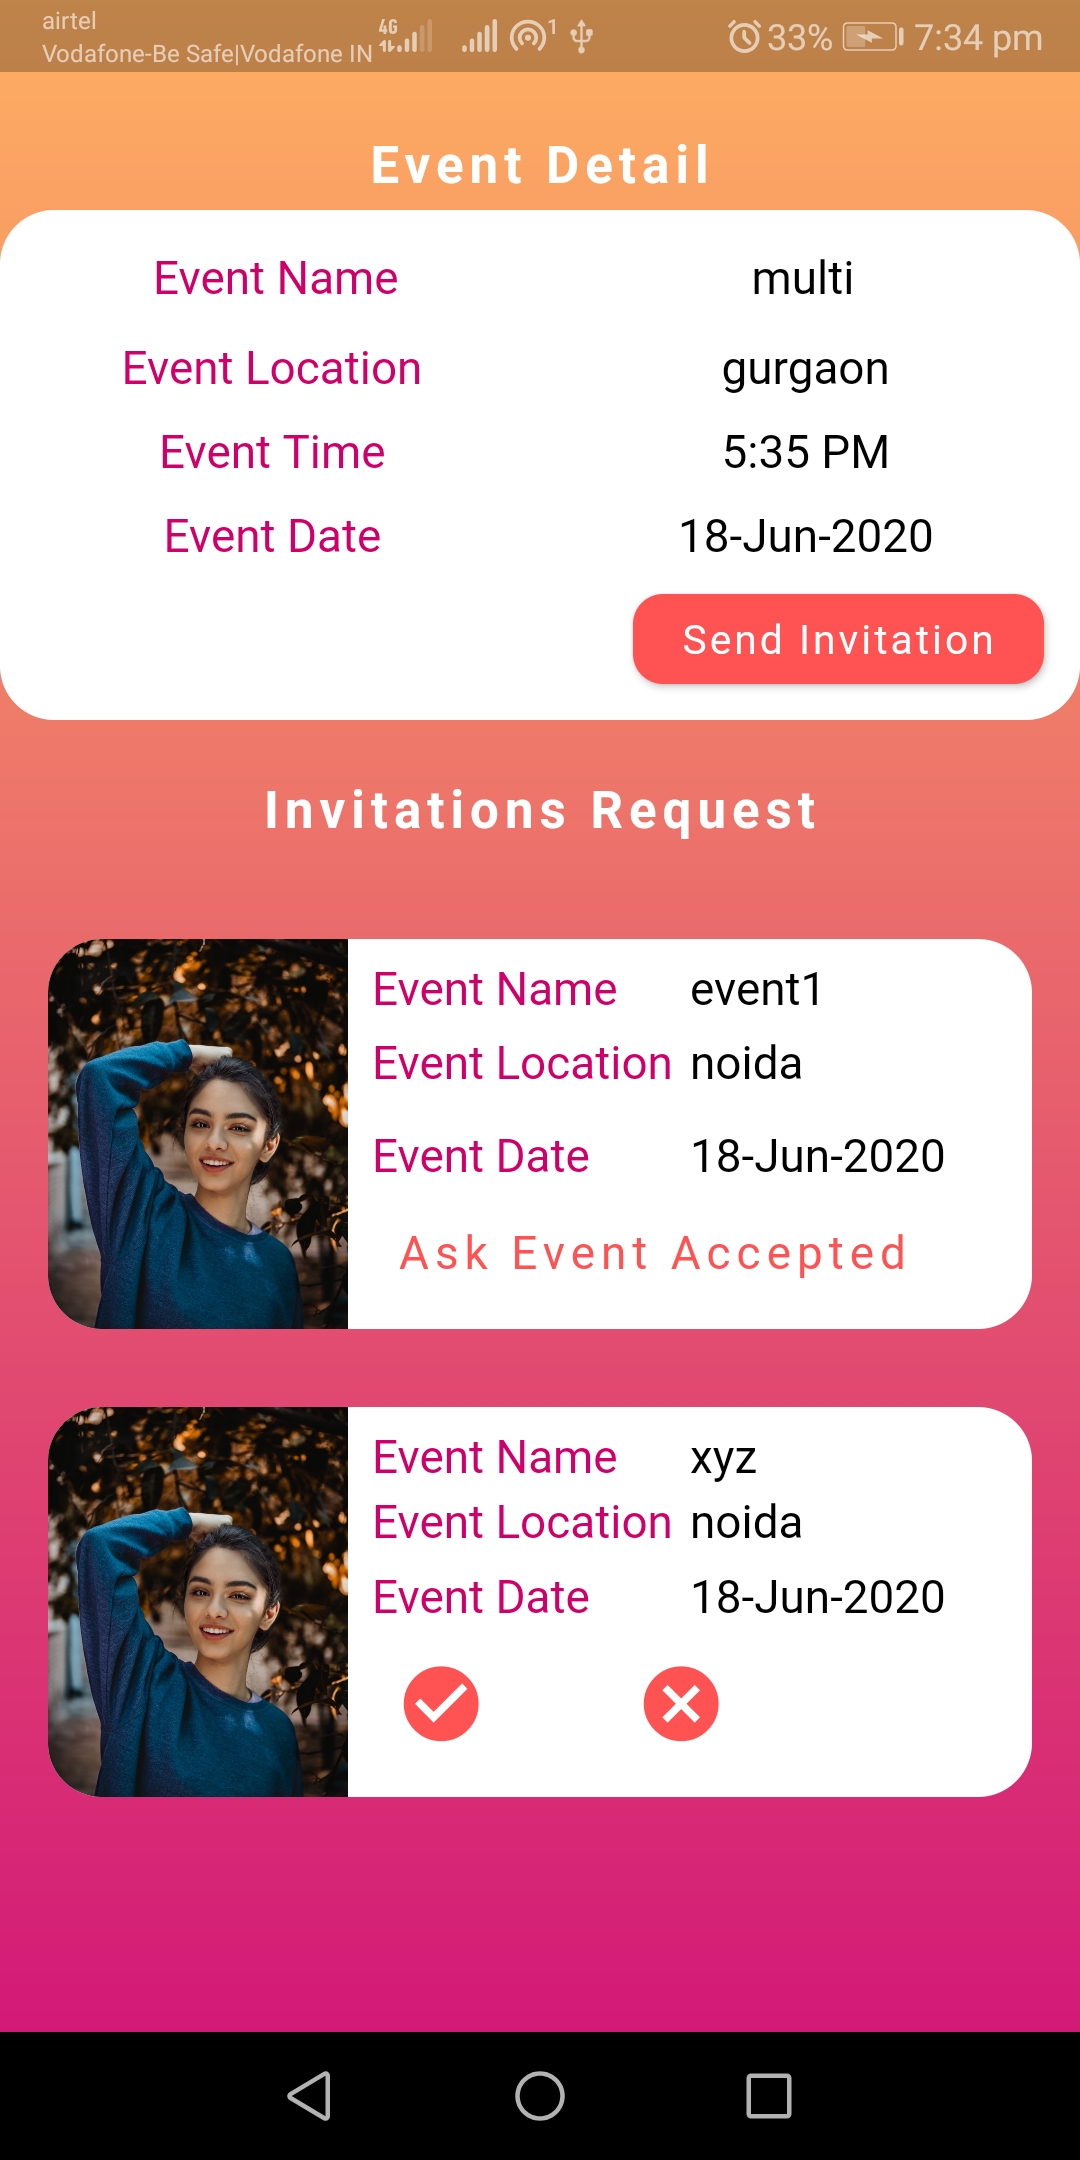 airtel
Vodafone-Be Safe|Vodafone IN 4G 1 33% 7:34 pm
Event Detail
Event Name multi
Event Location gurgaon
Event Time 5:35 PM
Event Date 18-Jun-2020
Send Invitation
Invitations Request
Event Name event1
Event Location noida
Event Date 18-Jun-2020
Ask Event Accepted
Event Name xyz
Event Location noida
Event Date 18-Jun-2020